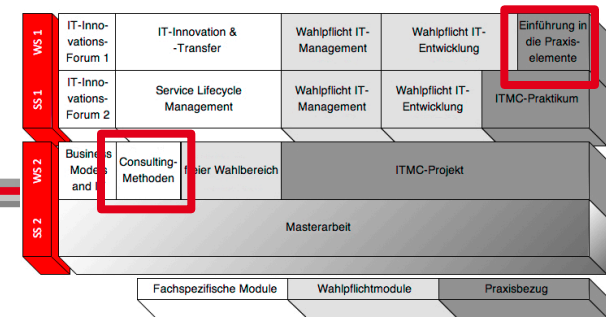 WS 1
IT-Inno-
vations-
Forum 1
IT-Innovation &
-Transfer
Wahlpflicht IT-
Management
Wahlpflicht IT-
Entwicklung
Einführung in
die Praxis-
elemente
SS 1
IT-Inno-
vations-
Forum 2
Service Lifecycle
Management
Wahlpflicht IT-
Management
Wahlpflicht IT-
Entwicklung
ITMC-Praktikum
WS 2
Business
Models
and
Consulting-
Methoden
freier Wahlbereich
ITMC-Projekt
SS 2
Masterarbeit
Fachspezifische Module
Wahlpflichtmodule
Praxisbezug